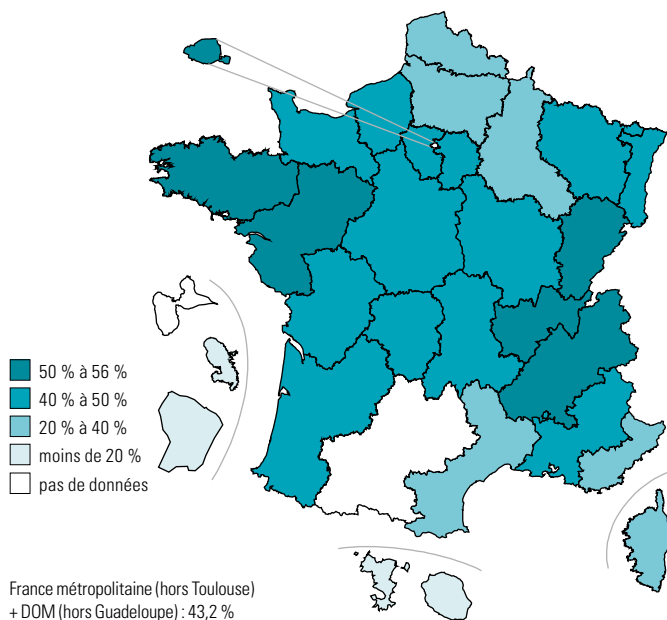 50 % à 56 %
40 % à 50 %
20 % à 40 %
moins de 20 %
pas de données
France métropolitaine (hors Toulouse)
+ DOM (hors Guadeloupe) : 43,2 %